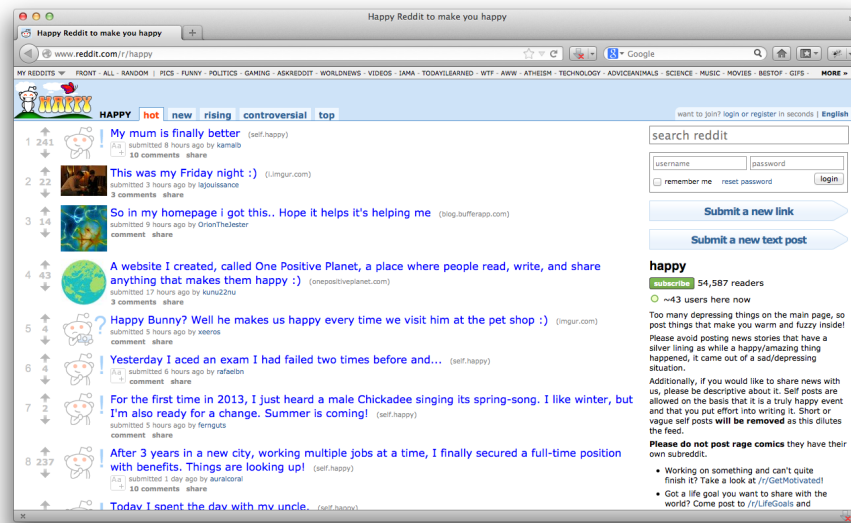 Happy Reddit to make you happy
Happy Reddit to make you happy
www.reddit.com/r/happy
Google
MY REDDITS FRONT - ALL - RANDOM | PICS - FUNNY - POLITICS - GAMING - ASKREDDIT - WORLDNEWS - VIDEOS - IAMA - TODAYILEARNED - WTF - AWW - ATHEISM - TECHNOLOGY - ADVICEANIMALS - SCIENCE - MUSIC - MOVIES - BESTOF - GIFS - MORE »
HAPPY
HAPPY hot new rising controversial top
want to join? login or register in seconds | English
1 241 My mum is finally better (self.happy)
Aa+ submitted 8 hours ago by kamalb
10 comments share
2 22 This was my Friday night :) (i.imgur.com)
submitted 3 hours ago by lajouissance
3 comments share
3 14 So in my homepage i got this.. Hope it helps it's helping me (blog.bufferapp.com)
submitted 9 hours ago by OrionTheJester
comment share
4 43 A website I created, called One Positive Planet, a place where people read, write, and share
anything that makes them happy :) (onepositiveplanet.com)
submitted 17 hours ago by kunu22nu
3 comments share
5 4 Happy Bunny? Well he makes us happy every time we visit him at the pet shop :) (imgur.com)
submitted 5 hours ago by xeeros
comment share
6 4 Yesterday I aced an exam I had failed two times before and... (self.happy)
Aa+ submitted 6 hours ago by rafaelbn
comment share
7 2 For the first time in 2013, I just heard a male Chickadee singing its spring-song. I like winter, but
I'm also ready for a change. Summer is coming! (self.happy)
submitted 5 hours ago by fernguts
comment share
8 237 After 3 years in a new city, working multiple jobs at a time, I finally secured a full-time position
with benefits. Things are looking up! (self.happy)
Aa+ submitted 1 day ago by auralcoral
10 comments share
Today I spent the day with my uncle. (self.happy)
search reddit
username password
remember me reset password login
Submit a new link
Submit a new text post
happy
subscribe 54,587 readers
~43 users here now
Too many depressing things on the main page, so
post things that make you warm and fuzzy inside!
Please avoid posting news stories that have a
silver lining as while a happy/amazing thing
happened, it came out of a sad/depressing
situation.
Additionally, if you would like to share news with
us, please be descriptive about it. Self posts are
allowed on the basis that it is a truly happy event
and that you put effort into writing it. Short or
vague self posts will be removed as this dilutes
the feed.
Please do not post rage comics they have their
own subreddit.
• Working on something and can't quite
finish it? Take a look at /r/GetMotivated!
• Got a life goal you want to share with the
world? Come post to /r/LifeGoals and